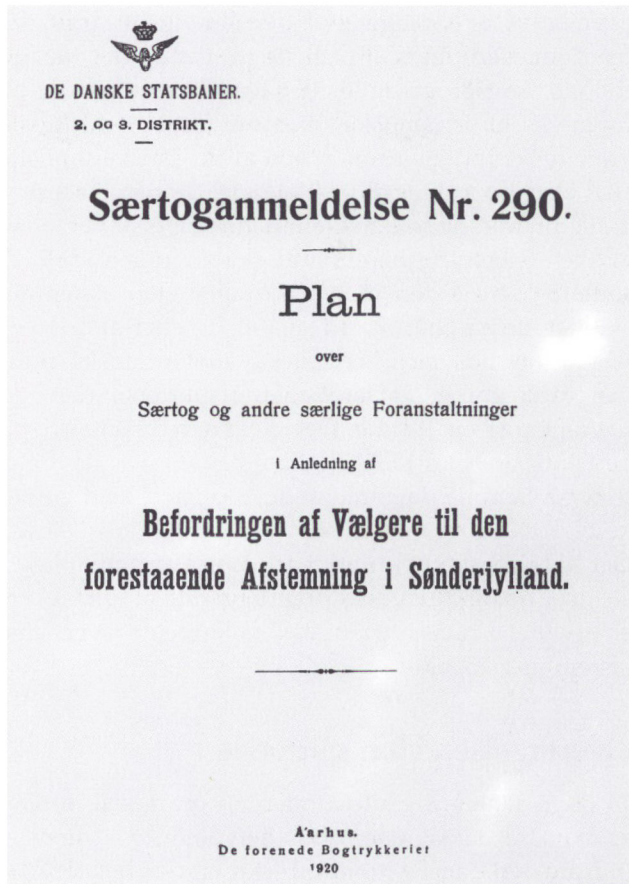 DE DANSKE STATSBANER.
2. OG 3. DISTRIKT.
Særtoganmeldelse Nr. 290.
Plan
over
Særtog og andre særlige Foranstaltninger
i Anledning af
Befordringen af Vælgere til den
forestaaende Afstemning i Sønderjylland.
Aarhus.
De forenede Bogtrykkerier
1920